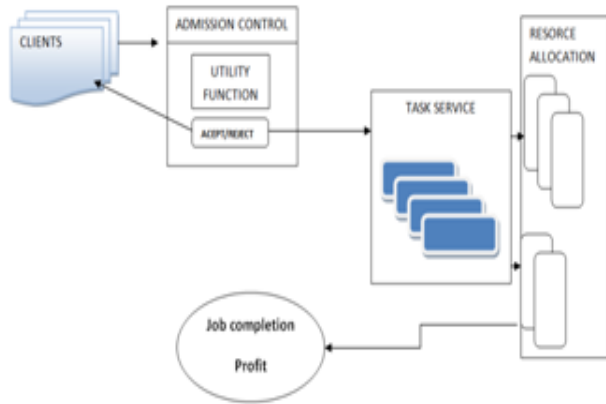 CLIENTS
ADMISSION CONTROL
UTILITY
FUNCTION
ACEPT/REJECT
TASK SERVICE
RESORCE
ALLOCATION
Job completion
Profit